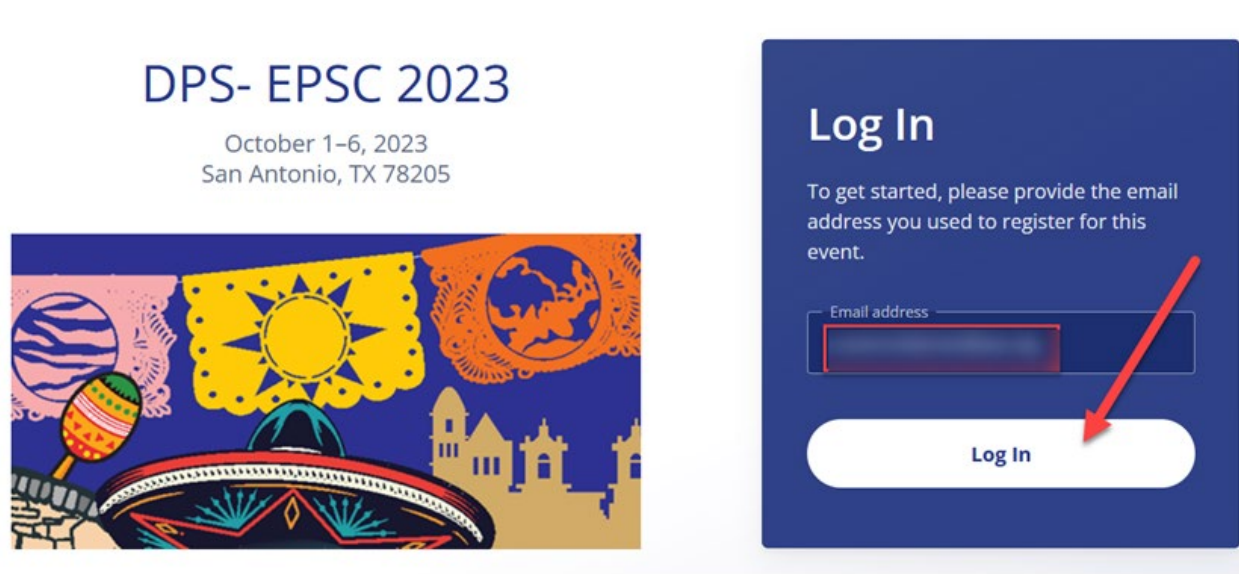 DPS- EPSC 2023
October 1–6, 2023
San Antonio, TX 78205
Log In
To get started, please provide the email
address you used to register for this
event.
Email address
Log In